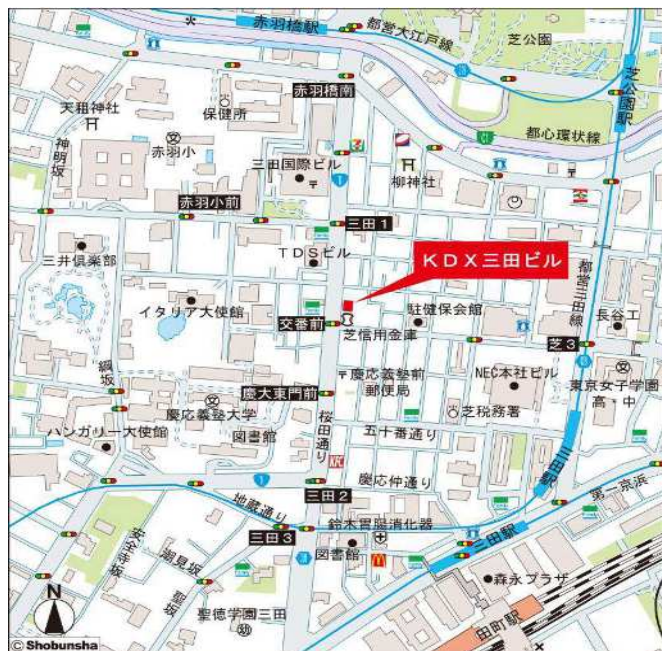 赤羽橋駅
都営大江戸線
芝公園
芝公園駅
赤羽橋南
天租神社
保健所
都心環状線
神明坂
赤羽小
三田国際ビル
柳神社
赤羽小前
三田1
三井倶楽部
TDSビル
KDX三田ビル
都営三田線
イタリア大使館
駐健保会館
長谷工
交番前
芝信用金庫
芝3
綱坂
慶大東門前
慶応義塾前
郵便局
NEC本社ビル
東京女子学園
高・中
慶応義塾大学
桜田通り
芝税務署
図書館
五十番通り
ハンガリー大使館
KFC
三田駅
慶応仲通り
第一京浜
地蔵通り
三田2
鈴木胃腸消化器
三田3
図書館
三田駅
安全寺坂
潮見坂
聖坂
森永プラザ
聖徳学園三田
幼
田町駅
N
© Shobunsha